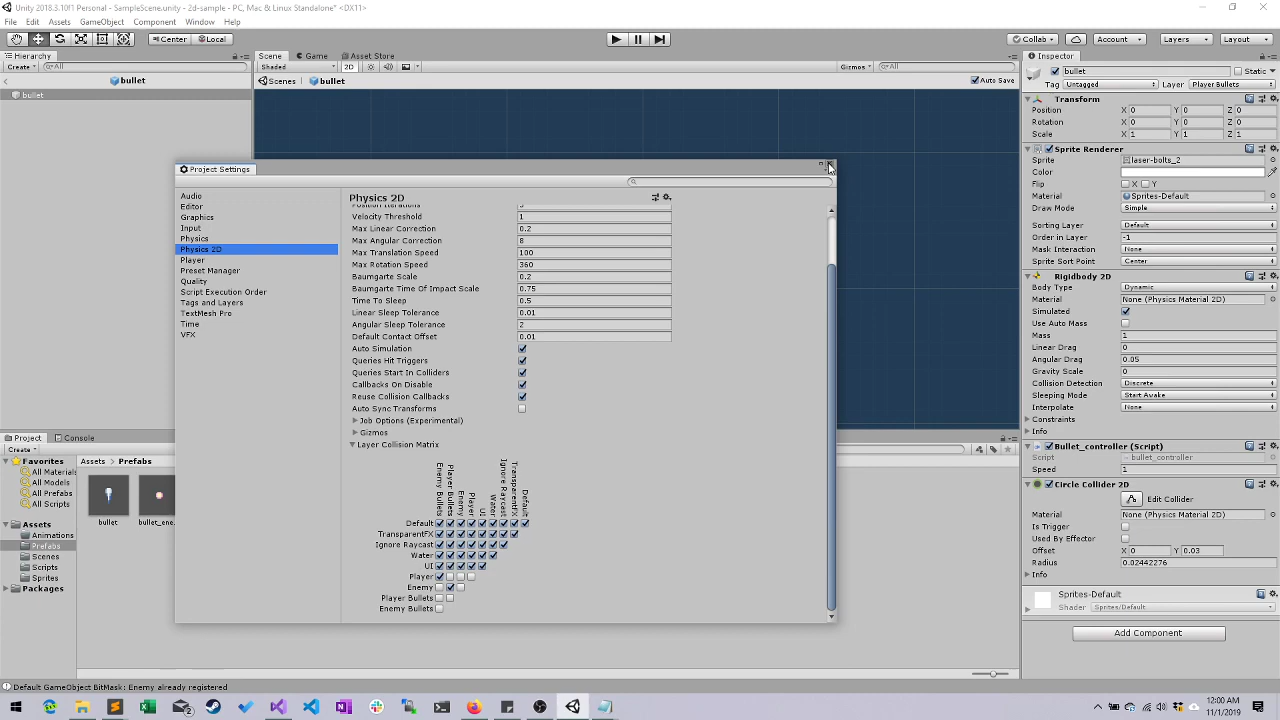 Unity 2018.3.10f1 Personal - SampleScene.unity - 2d-sample - PC, Mac & Linux Standalone* <DX11>
File Edit Assets GameObject Component Window Help
Center Local Collab Account Layers Layout
Hierarchy Scene Game Asset Store Inspector
Create All Shaded 2D Gizmos All bullet Static
bullet Scenes bullet Auto Save Tag Untagged Layer Player Bullets
bullet
Transform
Position X 0 Y 0 Z 0
Rotation X 0 Y 0 Z 0
Scale X 1 Y 1 Z 1
Sprite Renderer
Sprite laser-bolts_2
Color
Flip X Y
Material Sprites-Default
Draw Mode Simple
Sorting Layer Default
Order in Layer -1
Mask Interaction None
Sprite Sort Point Center
Rigidbody 2D
Body Type Dynamic
Material None (Physics Material 2D)
Simulated
Use Auto Mass
Mass 1
Linear Drag 0
Angular Drag 0.05
Gravity Scale 0
Collision Detection Discrete
Sleeping Mode Start Awake
Interpolate None
Constraints
Info
Bullet_controller (Script)
Script bullet_controller
Speed 1
Circle Collider 2D
Edit Collider
Material None (Physics Material 2D)
Is Trigger
Used By Effector
Offset X 0 Y 0.03
Radius 0.02442276
Info
Sprites-Default
Shader Sprites/Default
Add Component
Project Settings
Audio
Editor
Graphics
Input
Physics
Physics 2D
Player
Preset Manager
Quality
Script Execution Order
Tags and Layers
TextMesh Pro
Time
VFX
Physics 2D
Velocity Threshold 1
Max Linear Correction 0.2
Max Angular Correction 8
Max Translation Speed 100
Max Rotation Speed 360
Baumgarte Scale 0.2
Baumgarte Time Of Impact Scale 0.75
Time To Sleep 0.5
Linear Sleep Tolerance 0.01
Angular Sleep Tolerance 2
Default Contact Offset 0.01
Auto Simulation
Queries Hit Triggers
Queries Start In Colliders
Callbacks On Disable
Reuse Collision Callbacks
Auto Sync Transforms
Job Options (Experimental)
Gizmos
Layer Collision Matrix
Enemy Bullets
Player Bullets
Enemy
Player
UI
Water
Ignore Raycast
TransparentFX
Default
Default
TransparentFX
Ignore Raycast
Water
UI
Player
Enemy
Player Bullets
Enemy Bullets
Project Console
Create
Favorites
All Materials
All Models
All Prefabs
All Scripts
Assets
Animations
Prefabs
Scenes
Scripts
Sprites
Packages
Assets Prefabs
bullet bullet_ene
Default GameObject BitMask: Enemy already registered
12:00 AM
11/1/2019